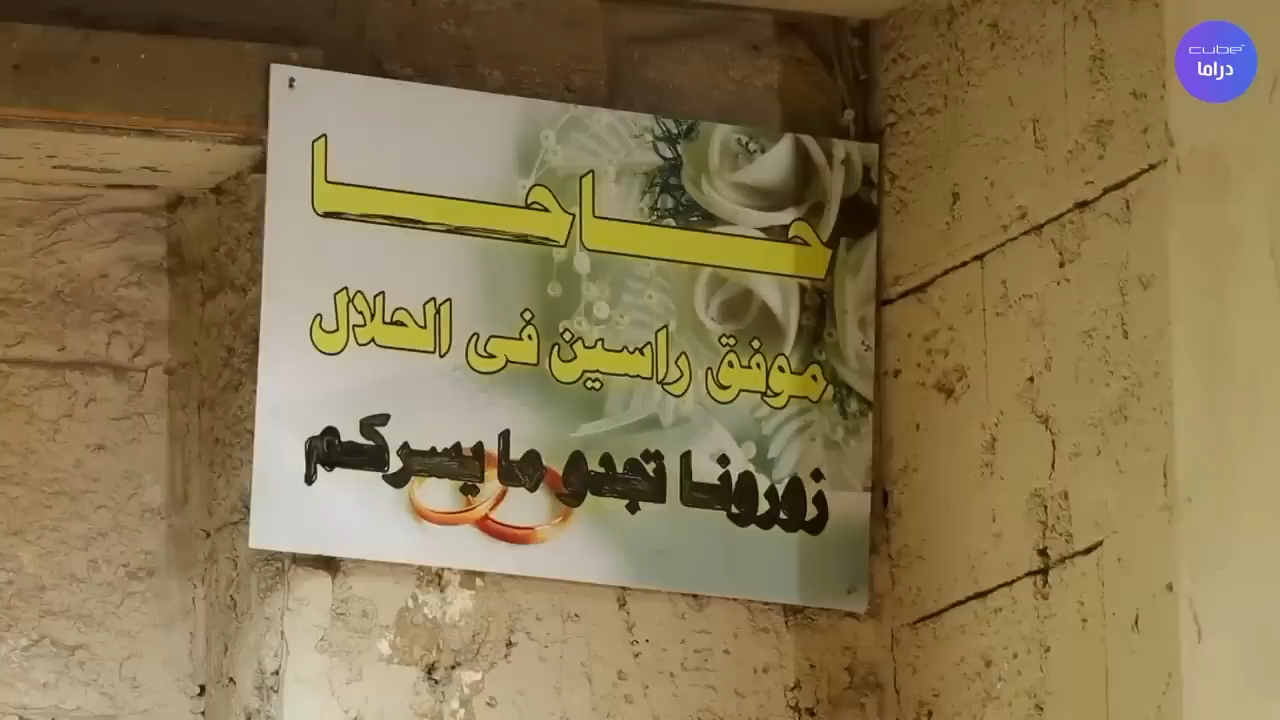 حاحا
موفق راسين فى الحلال
زورونا تجدو ما يسركم
cube
دراما